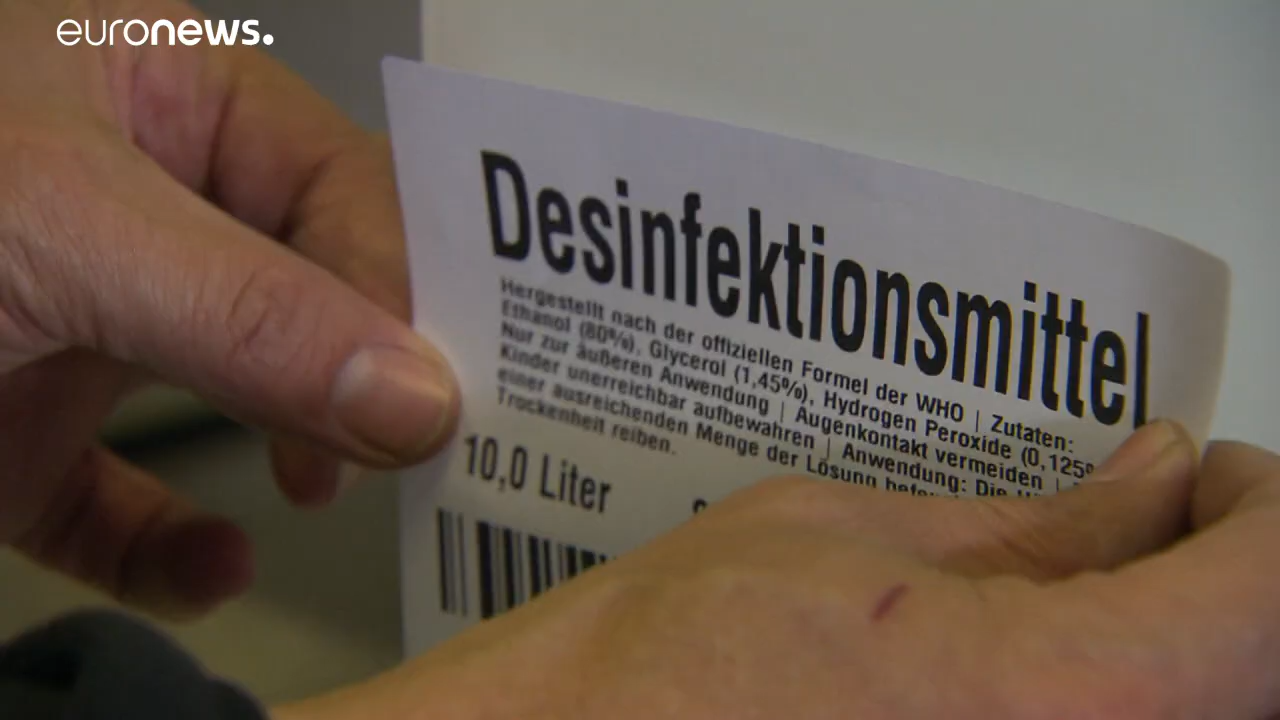 euronews.
Desinfektionsmittel
Hergestellt nach der offiziellen Formel der WHO | Zutaten:
Ethanol (80%), Glycerol (1,45%), Hydrogen Peroxide (0,125%
Nur zur äußeren Anwendung | Augenkontakt vermeiden |
Kinder unerreichbar aufbewahren | Anwendung: Die
einer ausreichenden Menge der Lösung
Trockenheit reiben.
10,0 Liter